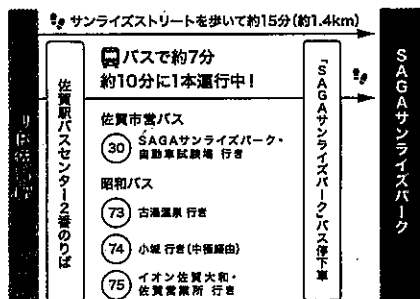 サンライズストリートを歩いて約15分(約1.4km)
バスで約7分
約10分に1本運行中!
佐賀駅バスセンター2番のりば
佐賀市営バス
30 SAGAサンライズパーク・
自動車試験場 行き
昭和バス
73 古湯温泉 行き
74 小城 行き(中極経由)
75 イオン佐賀大和・
佐賀営業所 行き
「SAGAサンライズパーク」バス停下車
SAGAサンライズパーク